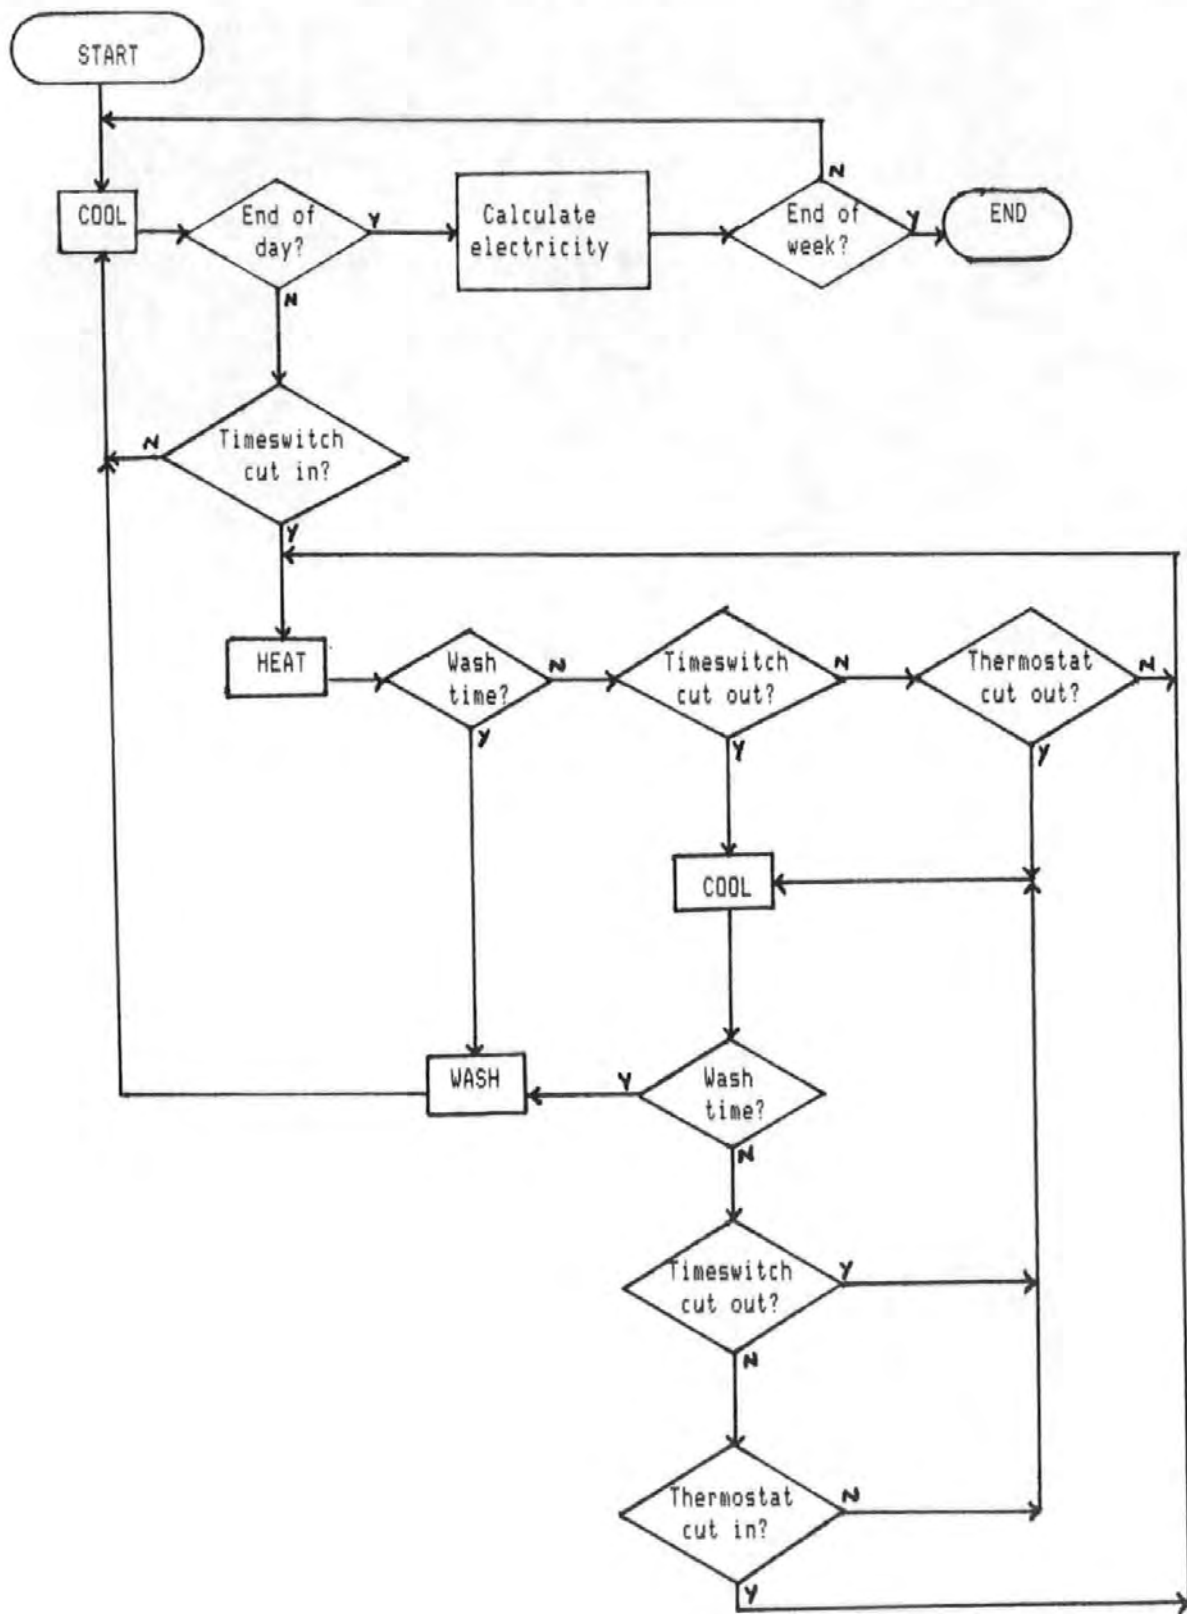 START
N
COOL
End of
day?
Y
Calculate
electricity
End of
week?
Y
END
N
Timeswitch
cut in?
N
Y
HEAT
Wash
time?
N
Timeswitch
cut out?
N
Thermostat
cut out?
N
Y
Y
Y
COOL
WASH
Y
Wash
time?
N
Timeswitch
cut out?
Y
N
Thermostat
cut in?
N
Y